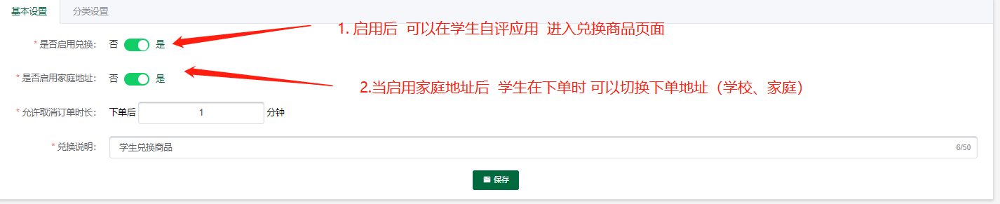 基本设置 分类设置
1. 启用后 可以在学生自评应用 进入兑换商品页面
* 是否启用兑换: 否 是
* 是否启用家庭地址: 否 是
2.当启用家庭地址后 学生在下单时 可以切换下单地址（学校、家庭）
* 允许取消订单时长: 下单后 1 分钟
* 兑换说明: 学生兑换商品 6/50
保存